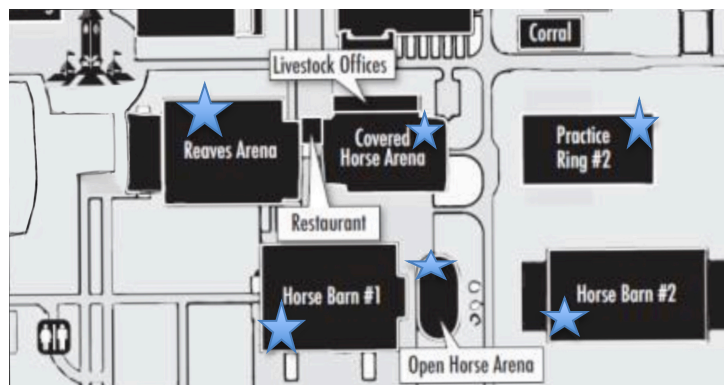 Corral
Livestock Offices
Reaves Arena
Covered
Horse Arena
Practice
Ring #2
Restaurant
Horse Barn #1
Horse Barn #2
Open Horse Arena